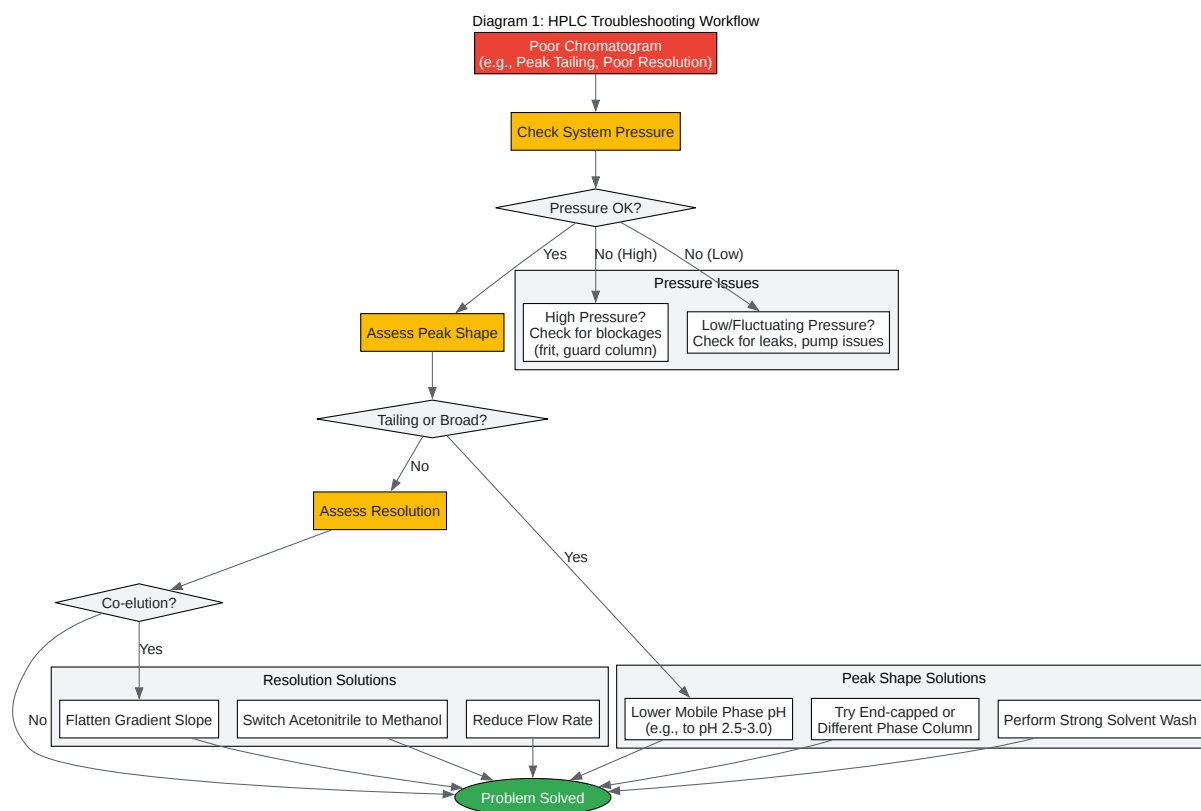 Diagram 1: HPLC Troubleshooting Workflow
Poor Chromatogram
(e.g., Peak Tailing, Poor Resolution)
Check System Pressure
Pressure OK?
Yes
No (High)
No (Low)
Pressure Issues
High Pressure?
Check for blockages
(frit, guard column)
Low/Fluctuating Pressure?
Check for leaks, pump issues
Assess Peak Shape
Tailing or Broad?
No
Assess Resolution
Yes
Co-elution?
Yes
No
Resolution Solutions
Flatten Gradient Slope
Switch Acetonitrile to Methanol
Reduce Flow Rate
Peak Shape Solutions
Lower Mobile Phase pH
(e.g., to pH 2.5-3.0)
Try End-capped or
Different Phase Column
Perform Strong Solvent Wash
Problem Solved